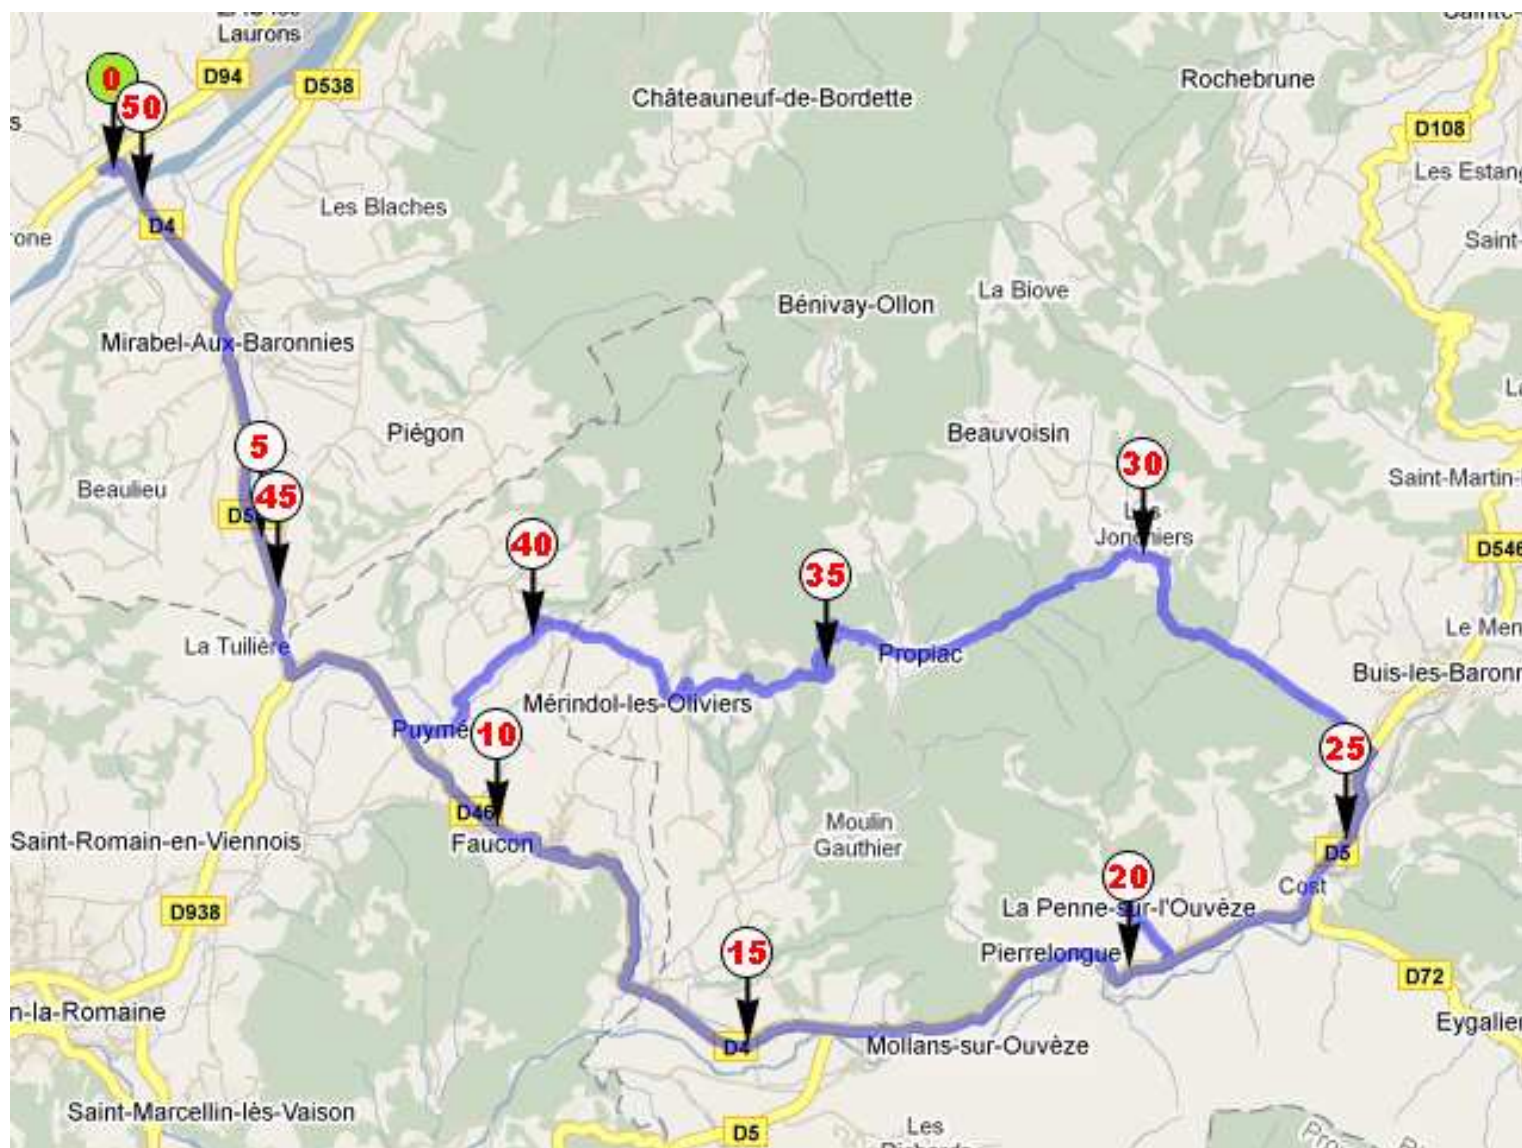 Laurons
0
D94
D538
50
Châteauneuf-de-Bordette
Rochebrune
D108
Les Estang
Les Blaches
D4
rone
Saint-
La Biove
Bénivay-Ollon
Mirabel-Aux-Baronnies
Piégon
Beauvoisin
5
30
Saint-Martin-
Beaulieu
45
Les
Jonchiers
D5
40
D546
35
La Tuilière
Le Men
Propiac
Buis-les-Baronn
Mérindol-les-Oliviers
Puymé
10
25
D46
Faucon
Moulin
Gauthier
Saint-Romain-en-Viennois
D5
20
Cost
D938
La Penne-sur-l'Ouvèze
15
Pierrelongue
D72
n-la-Romaine
Eygalier
D4
Mollans-sur-Ouvèze
Saint-Marcellin-lès-Vaison
D5
Les